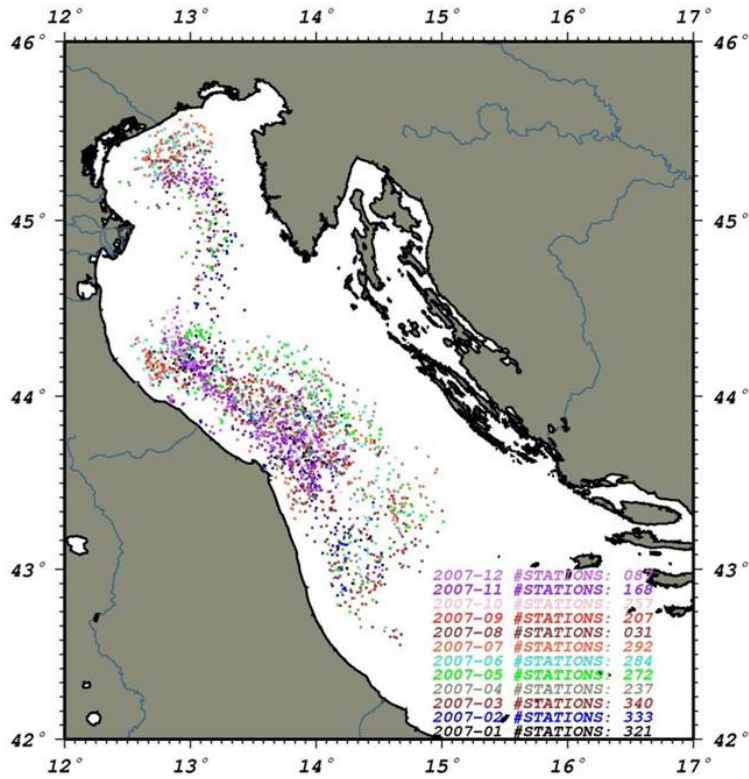 12° 13° 14° 15° 16° 17°
46° 46°
45° 45°
44° 44°
43° 43°
2007-12 #STATIONS:
2007-11 #STATIONS: 168
2007-10 #STATIONS: 257
2007-09 #STATIONS: 207
2007-08 #STATIONS: 031
2007-07 #STATIONS: 292
2007-06 #STATIONS: 284
2007-05 #STATIONS: 272
2007-04 #STATIONS: 237
2007-03 #STATIONS: 340
2007-02 #STATIONS: 333
2007-01 #STATIONS: 321
42° 42°
12° 13° 14° 15° 16° 17°